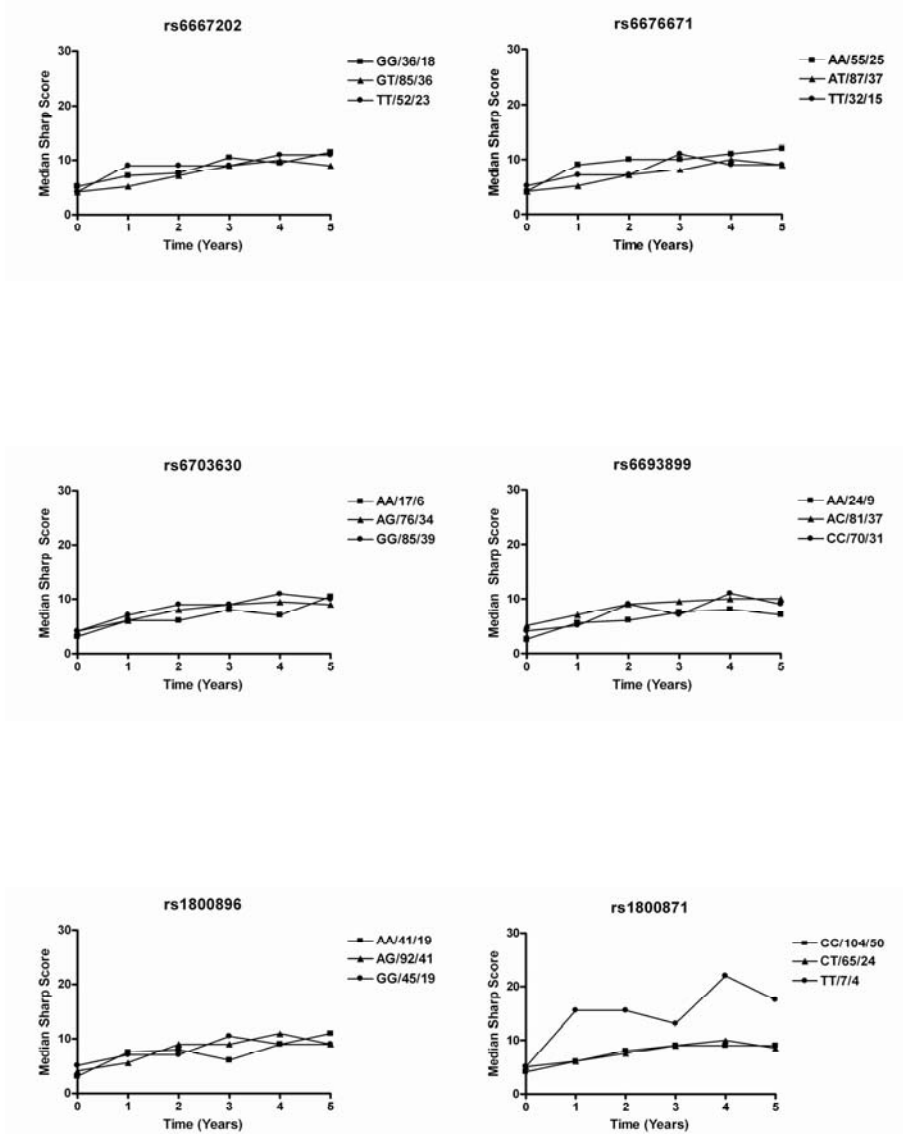 rs6667202
30
20
10
0
Median Sharp Score
0 1 2 3 4 5
Time (Years)
GG/36/18
GT/85/36
TT/52/23
rs6676671
30
20
10
0
Median Sharp Score
0 1 2 3 4 5
Time (Years)
AA/55/25
AT/87/37
TT/32/15
rs6703630
30
20
10
0
Median Sharp Score
0 1 2 3 4 5
Time (Years)
AA/17/6
AG/76/34
GG/85/39
rs6693899
30
20
10
0
Median Sharp Score
0 1 2 3 4 5
Time (Years)
AA/24/9
AC/81/37
CC/70/31
rs1800896
30
20
10
0
Median Sharp Score
0 1 2 3 4 5
Time (Years)
AA/41/19
AG/92/41
GG/45/19
rs1800871
30
20
10
0
Median Sharp Score
0 1 2 3 4 5
Time (Years)
CC/104/50
CT/65/24
TT/7/4